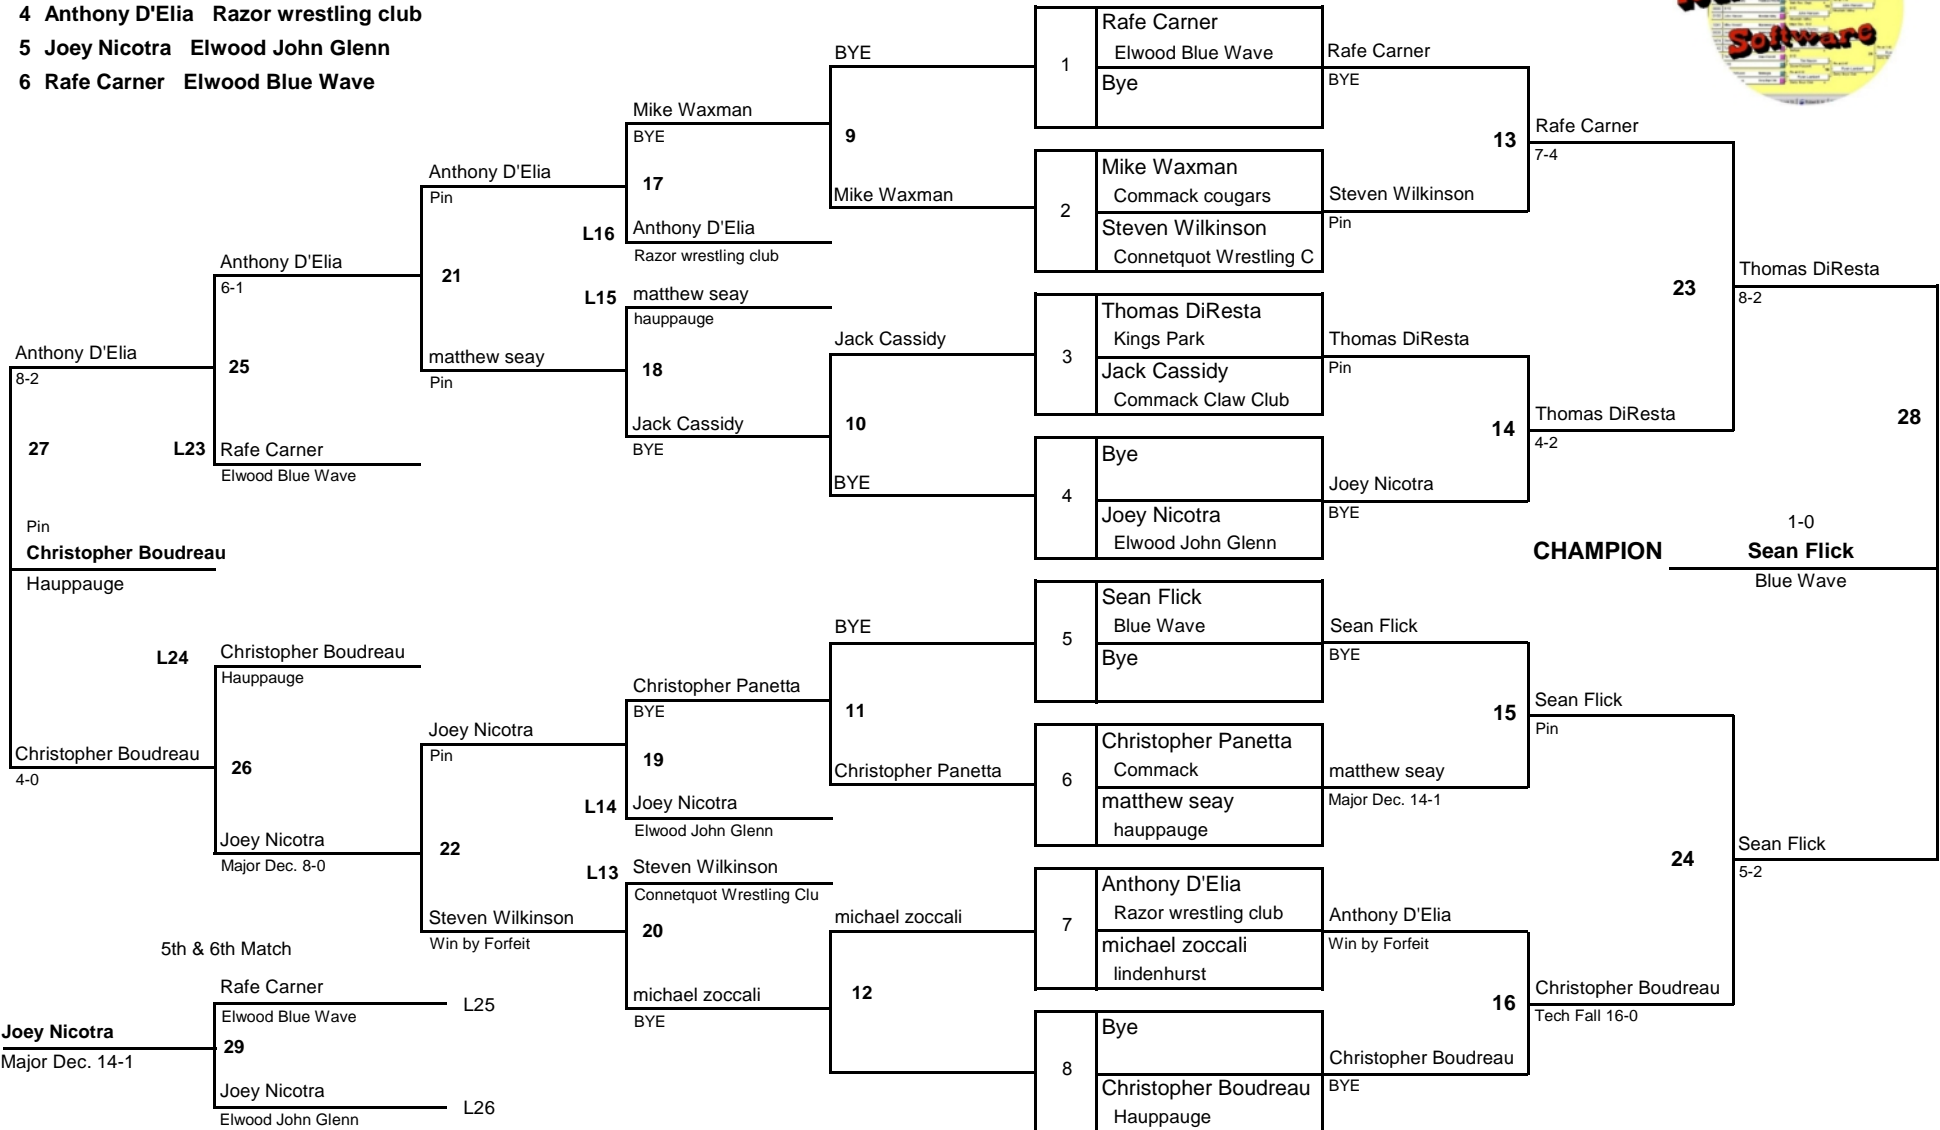 4 Anthony D'Elia Razor wrestling club
5 Joey Nicotra Elwood John Glenn
6 Rafe Carner Elwood Blue Wave
Software
Anthony D'Elia
8-2
27
Pin
Christopher Boudreau
Hauppauge
Christopher Boudreau
4-0
Anthony D'Elia
6-1
25
L23 Rafe Carner
Elwood Blue Wave
L24 Christopher Boudreau
Hauppauge
26
Joey Nicotra
Major Dec. 8-0
5th & 6th Match
Rafe Carner
Elwood Blue Wave
L25
Joey Nicotra
Major Dec. 14-1
29
Joey Nicotra
Elwood John Glenn
L26
Anthony D'Elia
Pin
21
matthew seay
Pin
Joey Nicotra
Pin
22
Steven Wilkinson
Win by Forfeit
Mike Waxman
BYE
17
L16 Anthony D'Elia
Razor wrestling club
L15 matthew seay
hauppauge
18
Jack Cassidy
BYE
Christopher Panetta
BYE
19
L14 Joey Nicotra
Elwood John Glenn
L13 Steven Wilkinson
Connetquot Wrestling Clu
20
michael zoccali
BYE
BYE
9
Mike Waxman
Jack Cassidy
10
BYE
BYE
11
Christopher Panetta
michael zoccali
12
1
Rafe Carner
Elwood Blue Wave
Bye
2
Mike Waxman
Commack cougars
Steven Wilkinson
Connetquot Wrestling C
3
Thomas DiResta
Kings Park
Jack Cassidy
Commack Claw Club
4
Bye
Joey Nicotra
Elwood John Glenn
5
Sean Flick
Blue Wave
Bye
6
Christopher Panetta
Commack
matthew seay
hauppauge
7
Anthony D'Elia
Razor wrestling club
michael zoccali
lindenhurst
8
Bye
Christopher Boudreau
Hauppauge
Rafe Carner
BYE
13
Steven Wilkinson
Pin
Thomas DiResta
Pin
14
Joey Nicotra
BYE
Sean Flick
BYE
15
matthew seay
Major Dec. 14-1
Anthony D'Elia
Win by Forfeit
16
Christopher Boudreau
BYE
Rafe Carner
7-4
23
Thomas DiResta
4-2
Sean Flick
Pin
24
Christopher Boudreau
Tech Fall 16-0
Thomas DiResta
8-2
28
1-0
CHAMPION Sean Flick
Blue Wave
Sean Flick
5-2